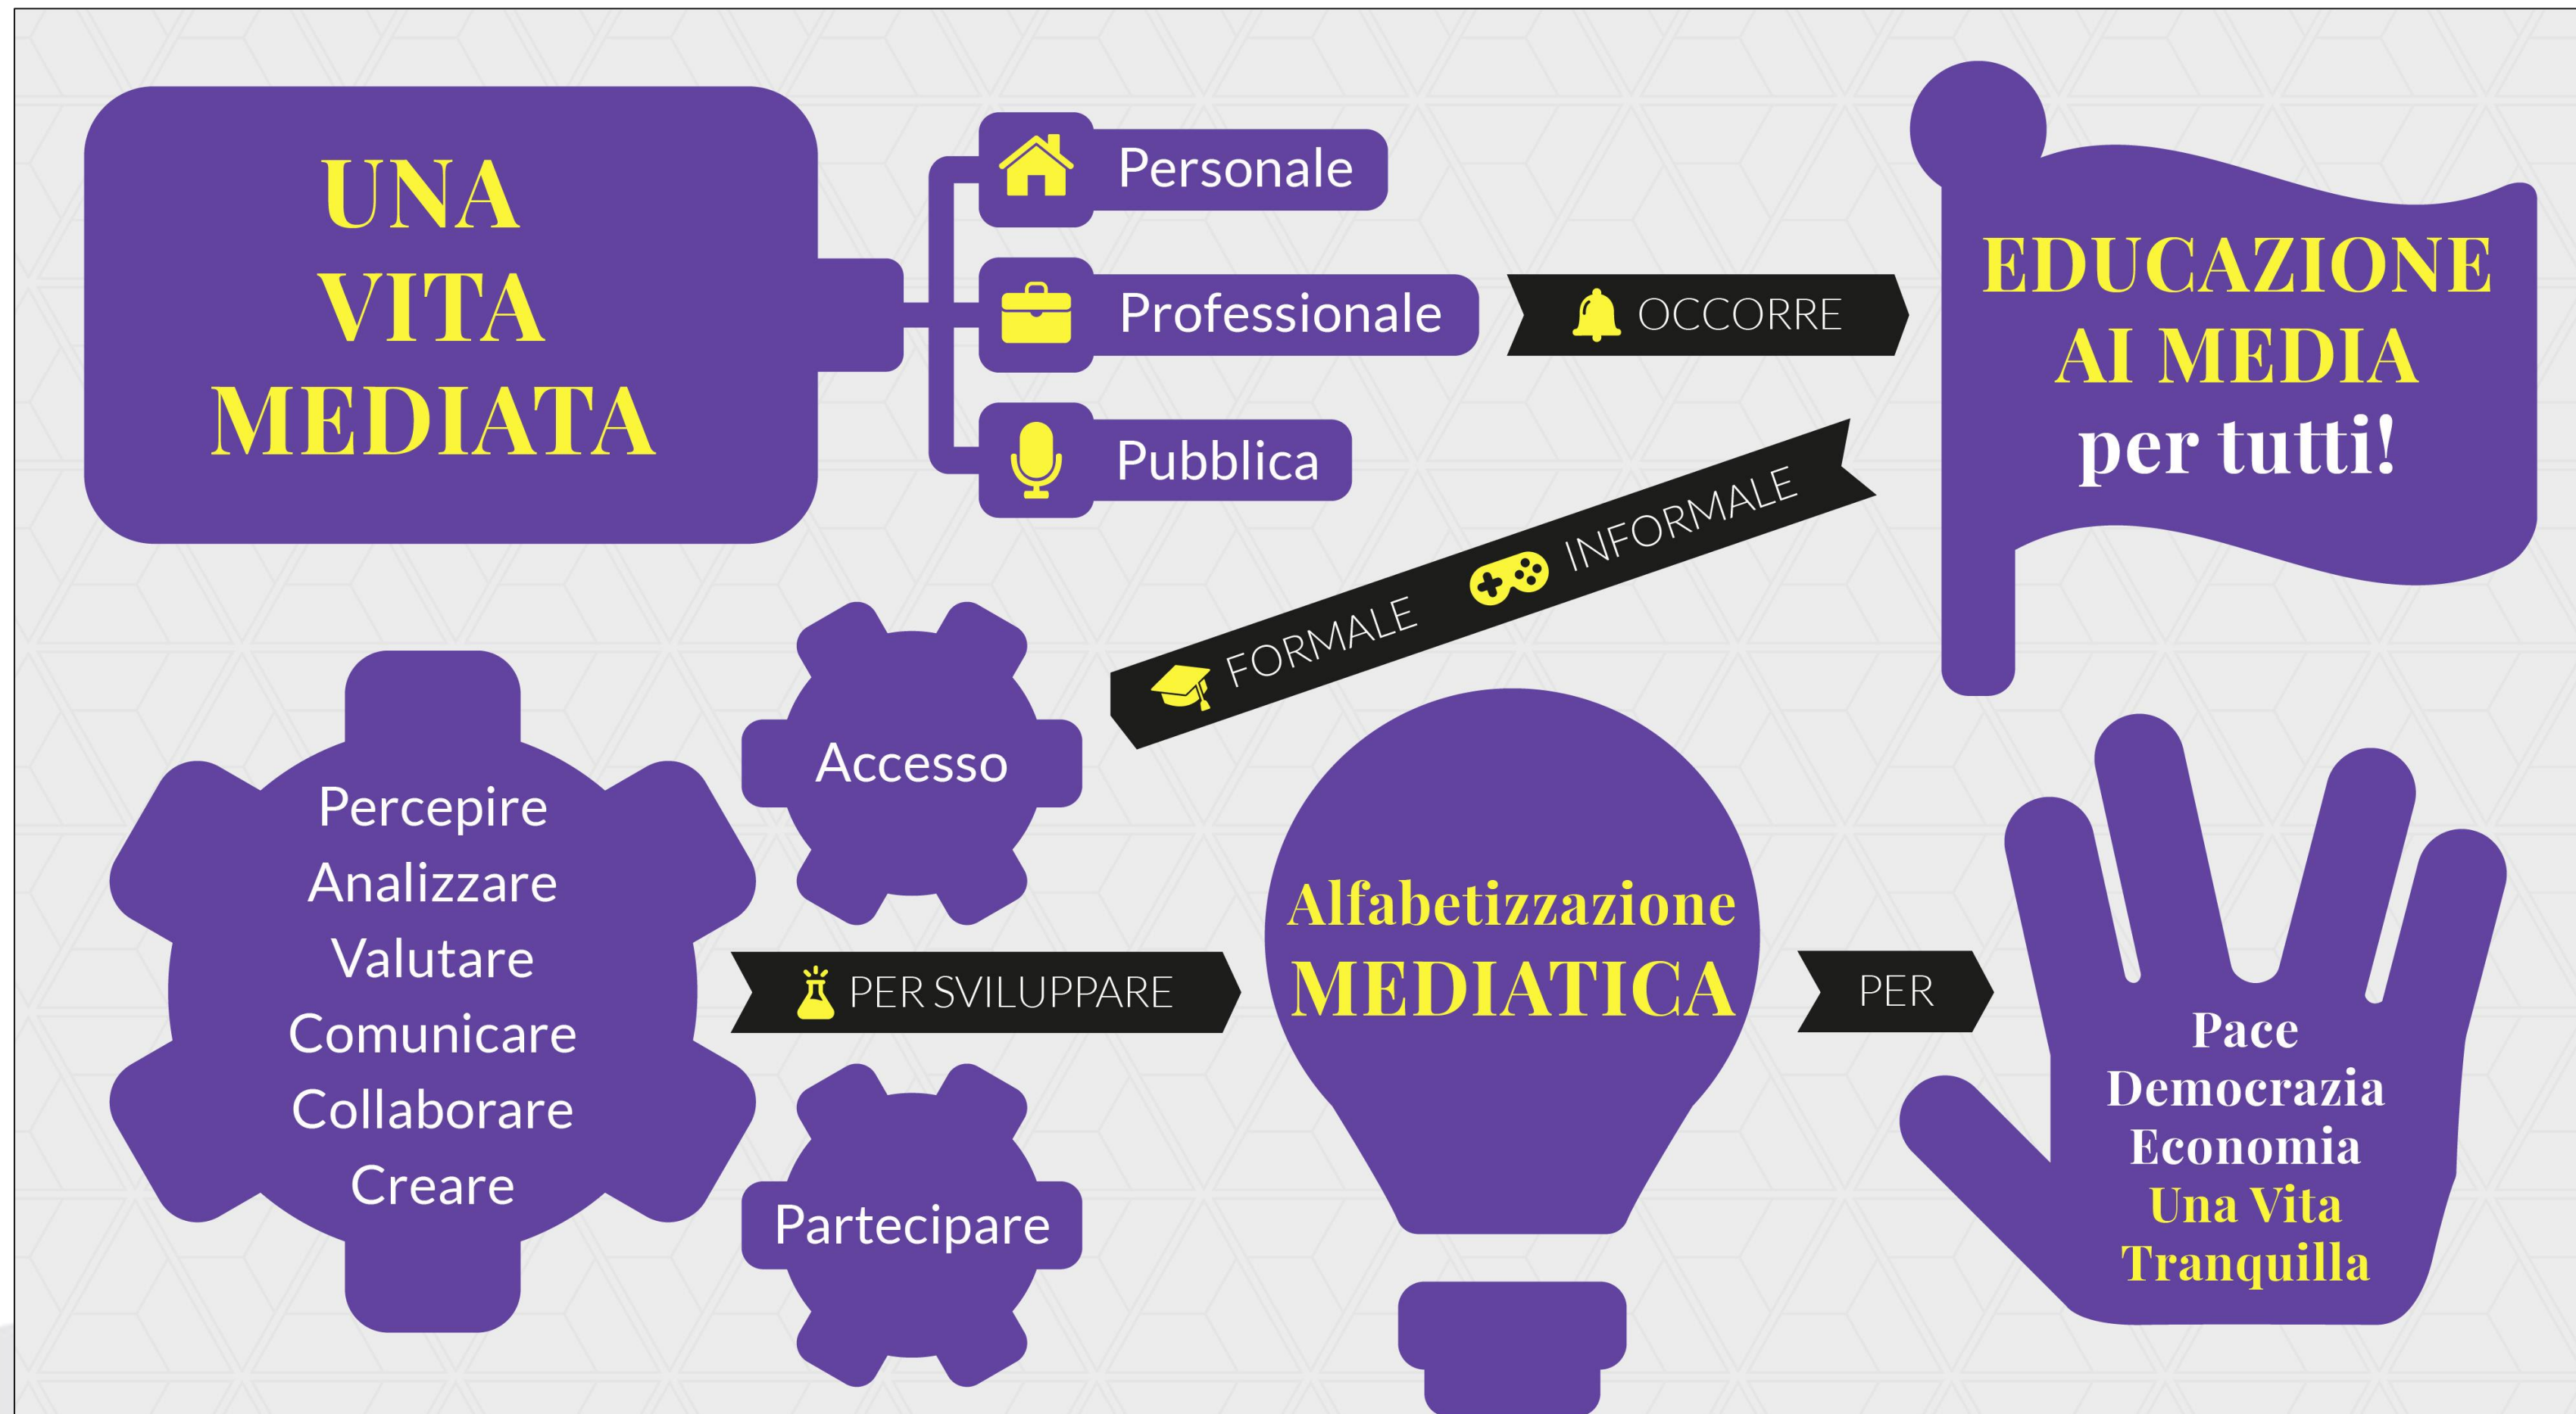 UNA
VITA
MEDIATA
Personale
Professionale
Pubblica
OCCORRE
EDUCAZIONE
AI MEDIA
per tutti!
FORMALE INFORMALE
Accesso
Percepire
Analizzare
Valutare
Comunicare
Collaborare
Creare
Partecipare
PER SVILUPPARE
Alfabetizzazione
MEDIATICA
PER
Pace
Democrazia
Economia
Una Vita
Tranquilla